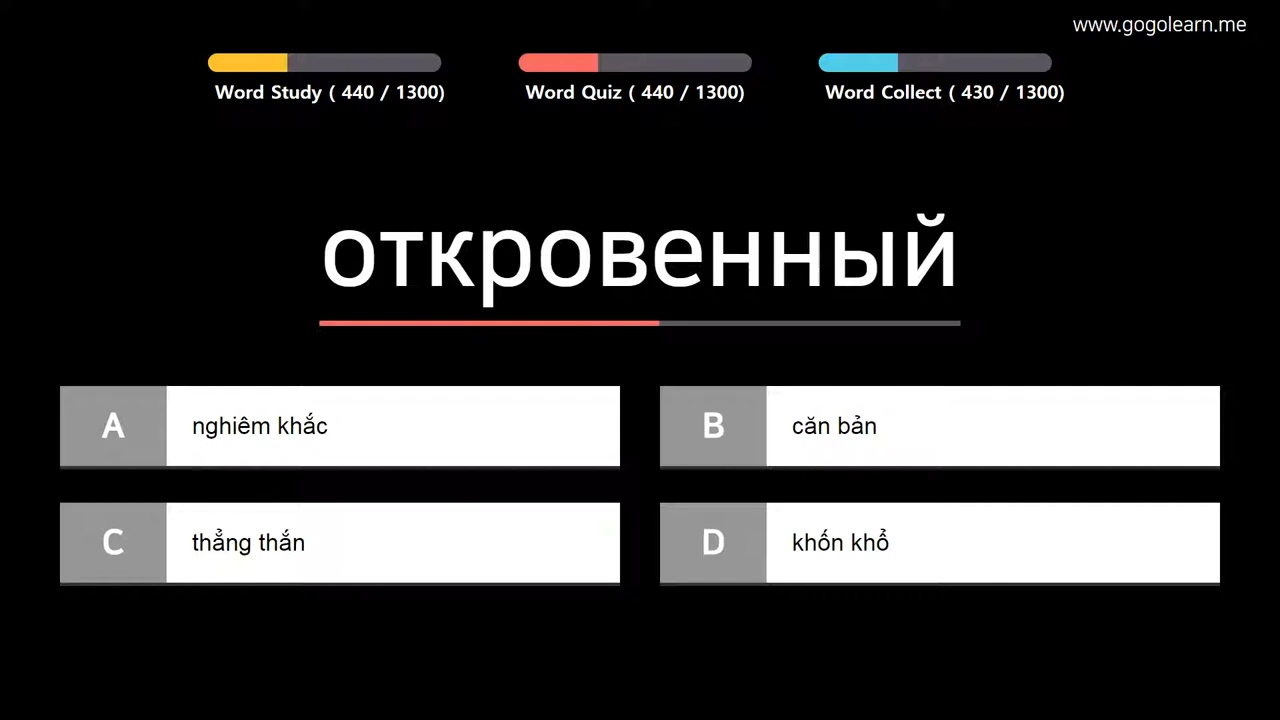 www.gogolearn.me
Word Study ( 440 / 1300)
Word Quiz ( 440 / 1300)
Word Collect ( 430 / 1300)
откровенный
A
nghiêm khắc
B
căn bản
C
thẳng thắn
D
khốn khổ